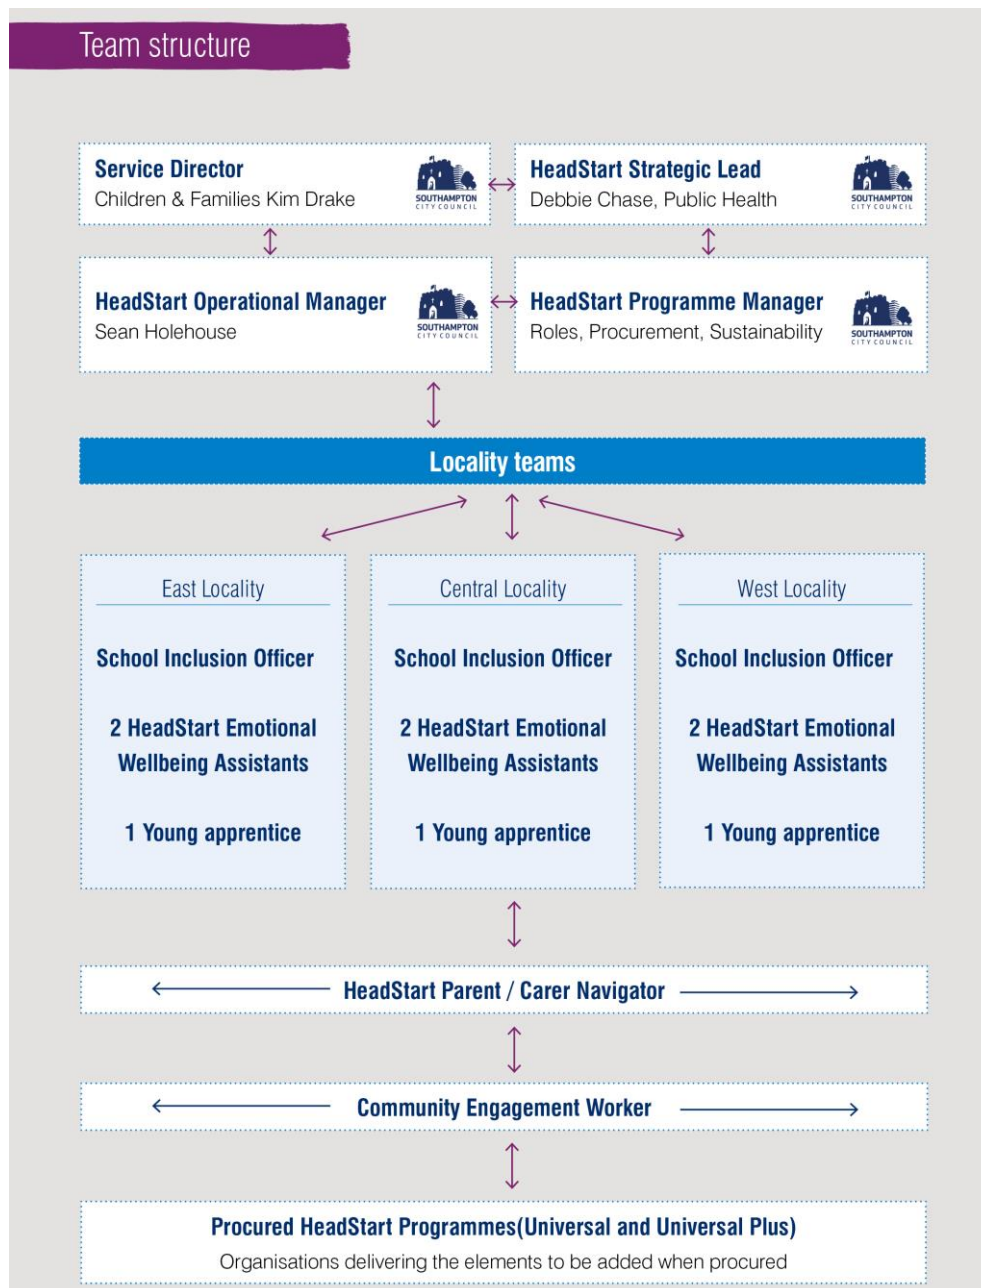 Team structure
Service Director
Children & Families Kim Drake
SOUTHAMPTON
CITY COUNCIL
HeadStart Strategic Lead
Debbie Chase, Public Health
SOUTHAMPTON
CITY COUNCIL
HeadStart Operational Manager
Sean Holehouse
SOUTHAMPTON
CITY COUNCIL
HeadStart Programme Manager
Roles, Procurement, Sustainability
SOUTHAMPTON
CITY COUNCIL
Locality teams
East Locality
School Inclusion Officer
2 HeadStart Emotional
Wellbeing Assistants
1 Young apprentice
Central Locality
School Inclusion Officer
2 HeadStart Emotional
Wellbeing Assistants
1 Young apprentice
West Locality
School Inclusion Officer
2 HeadStart Emotional
Wellbeing Assistants
1 Young apprentice
HeadStart Parent / Carer Navigator
Community Engagement Worker
Procured HeadStart Programmes(Universal and Universal Plus)
Organisations delivering the elements to be added when procured